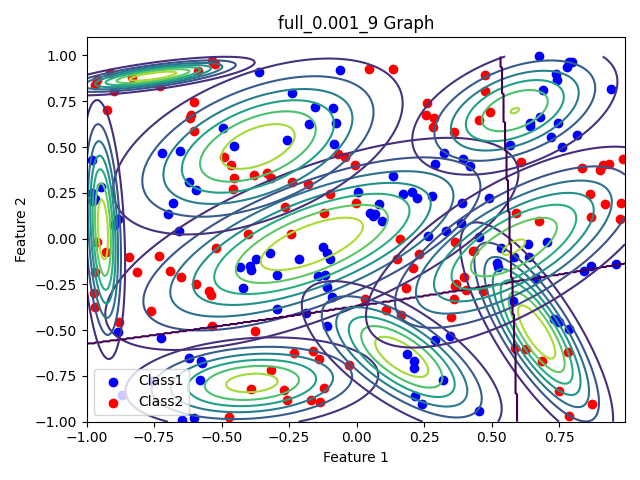 full_0.001_9 Graph
1.00
0.75
0.50
0.25
0.00
−0.25
−0.50
−0.75
−1.00
Feature 2
Class1
Class2
−1.00 −0.75 −0.50 −0.25 0.00 0.25 0.50 0.75
Feature 1